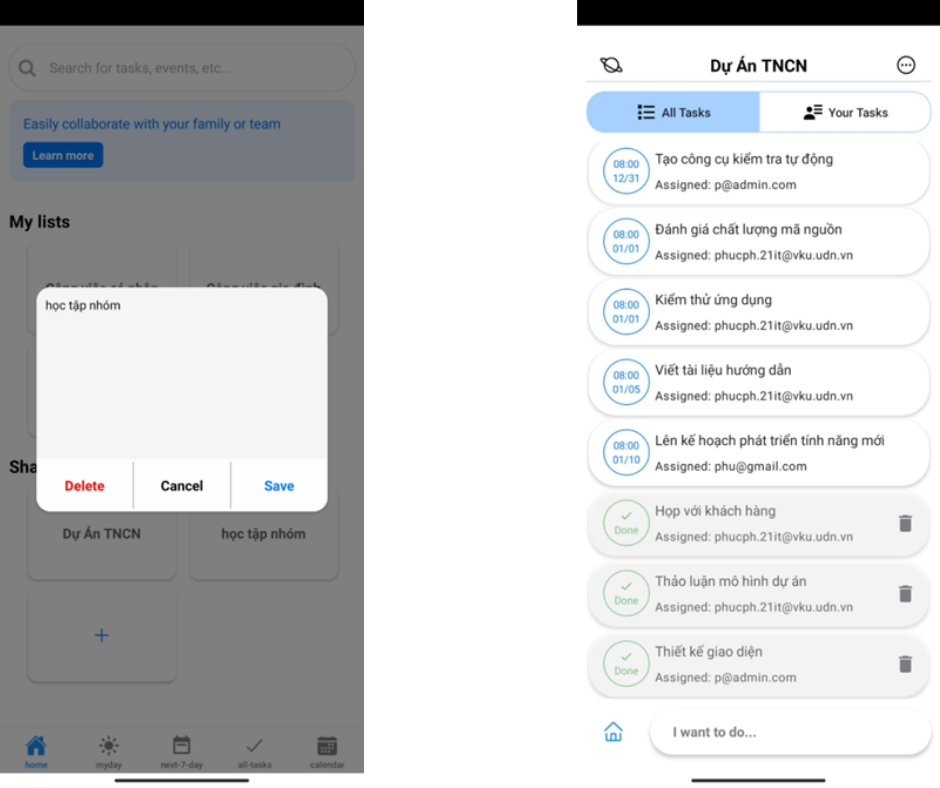 Search for tasks, events, etc...
Easily collaborate with your family or team
Learn more
My lists
học tập nhóm
Sha
Delete
Cancel
Save
Dự Án TNCN
học tập nhóm
+
home
myday
next-7-day
all-tasks
calendar
Dự Án TNCN
All Tasks
Your Tasks
08:00
12/31
Tạo công cụ kiểm tra tự động
Assigned: p@admin.com
08:00
01/01
Đánh giá chất lượng mã nguồn
Assigned: phucph.21it@vku.udn.vn
08:00
01/01
Kiểm thử ứng dụng
Assigned: phucph.21it@vku.udn.vn
08:00
01/05
Viết tài liệu hướng dẫn
Assigned: phucph.21it@vku.udn.vn
08:00
01/10
Lên kế hoạch phát triển tính năng mới
Assigned: phu@gmail.com
Done
Họp với khách hàng
Assigned: phucph.21it@vku.udn.vn
Done
Thảo luận mô hình dự án
Assigned: phucph.21it@vku.udn.vn
Done
Thiết kế giao diện
Assigned: p@admin.com
I want to do...